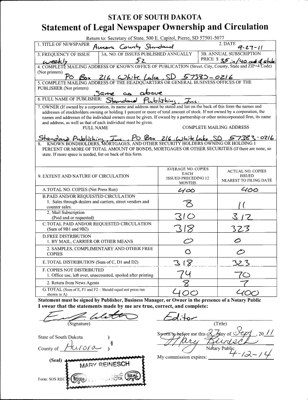 STATE OF SOUTH DAKOTA
Statement of Legal Newspaper Ownership and Circulation
Return to: Secretary of State, 500 E. Capitol, Pierre, SD 57501-5077
1. TITLE OF NEWSPAPER Aurora County Standard 2. DATE 9-27-11
3. FREQUENCY OF ISSUE weekly
3A. NO. OF ISSUES PUBLISHED ANNUALLY 52
3B. ANNUAL SUBSCRIPTION PRICE $
4. COMPLETE MAILING ADDRESS OF KNOWN OFFICE OF PUBLICATION (Street, City, County, State and ZIP+4 Code) (Not printers)
PO Box 216 White Lake SD 57383-0216
5. COMPLETE MAILING ADDRESS OF THE HEADQUARTERS OR GENERAL BUSINESS OFFICES OF THE PUBLISHER (Not printers)
Same as above
6. FULL NAME OF PUBLISHER: Standard Publishing, Inc.
7. OWNER (If owned by a corporation, its name and address must be stated and list on the back of this form the names and
addresses of stockholders owning or holding 1 percent or more of total amount of stock. If not owned by a corporation, the
names and addresses of the individual owners must be given. If owned by a partnership or other unincorporated firm, its name
and address, as well as that of each individual must be given.)
FULL NAME COMPLETE MAILING ADDRESS
Standard Publishing, Inc., PO Box 216, White Lake, SD 57383-0216
8. KNOWN BONDHOLDERS, MORTGAGES, AND OTHER SECURITY HOLDERS OWNING OR HOLDING 1
PERCENT OR MORE OF TOTAL AMOUNT OF BONDS, MORTGAGES OR OTHER SECURITIES (If there are none, so
state. If more space is needed, list on back of this form.
9. EXTENT AND NATURE OF CIRCULATION
AVERAGE NO. COPIES EACH ISSUED PRECEDING 12 MONTHS
ACTUAL NO. COPIES ISSUED NEAREST TO FILING DATE
A. TOTAL NO. COPIES (Net Press Run) 400 400
B. PAID AND/OR REQUESTED CIRCULATION
1. Sales through dealers and carriers, street vendors and counter sales. 8 11
2. Mail Subscription (Paid and or requested) 310 312
C. TOTAL PAID AND/OR REQUESTED CIRCULATION (Sum of 9B1 and 9B2) 318 323
D. FREE DISTRIBUTION
1. BY MAIL, CARRIER OR OTHER MEANS 0 0
2. SAMPLES, COMPLIMENTARY AND OTHER FREE COPIES 0 0
E. TOTAL DISTRIBUTION (Sum of C, D1 and D2) 318 323
F. COPIES NOT DISTRIBUTED
1. Office use, left over, unaccounted, spoiled after printing 74 70
2. Return from News Agents 8 7
G. TOTAL (Sum of E, F1 and F2 - Should equal net press run shown in A) 400 400
Statement must be signed by Publisher, Business Manager, or Owner in the presence of a Notary Public
I swear that the statements made by me are true, correct, and complete:
Editor
(Signature) (Title)
State of South Dakota )
County of Aurora ) §
Sworn to before me this 27 day of Sept, 2011
Mary Reinesch
Notary Public
My commission expires: 4-12-14
(Seal)
MARY REINESCH
SEAL
Form: SOS REC